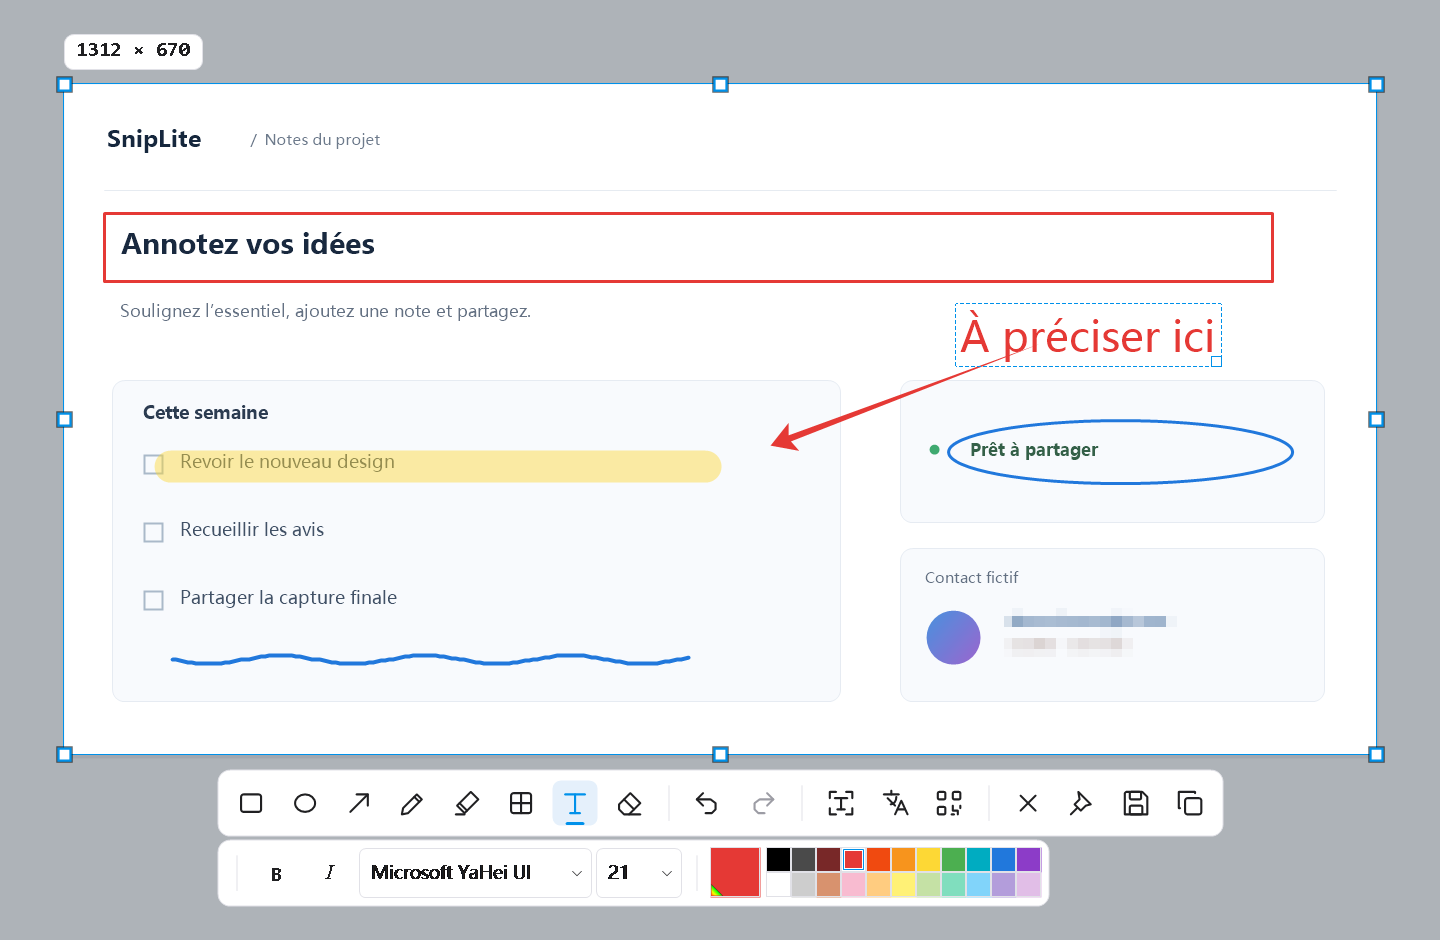 1312 × 670
SnipLite / Notes du projet
Annotez vos idées
Soulignez l’essentiel, ajoutez une note et partagez.
À préciser ici
Cette semaine
Revoir le nouveau design
Recueillir les avis
Partager la capture finale
Prêt à partager
Contact fictif
B I Microsoft YaHei UI 21